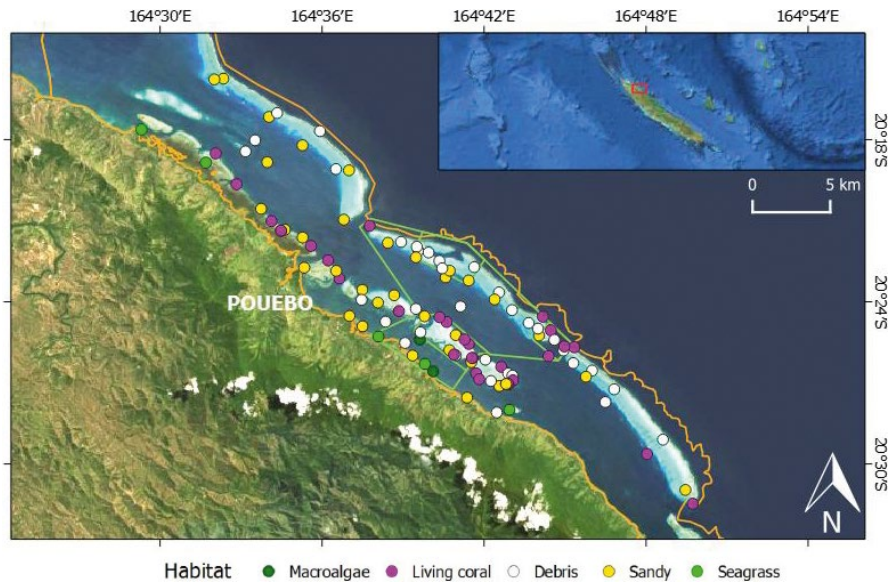 164°30'E 164°36'E 164°42'E 164°48'E 164°54'E
20°18'S
0 5 km
20°24'S
POUEBO
20°30'S
N
Habitat Macroalgae Living coral Debris Sandy Seagrass